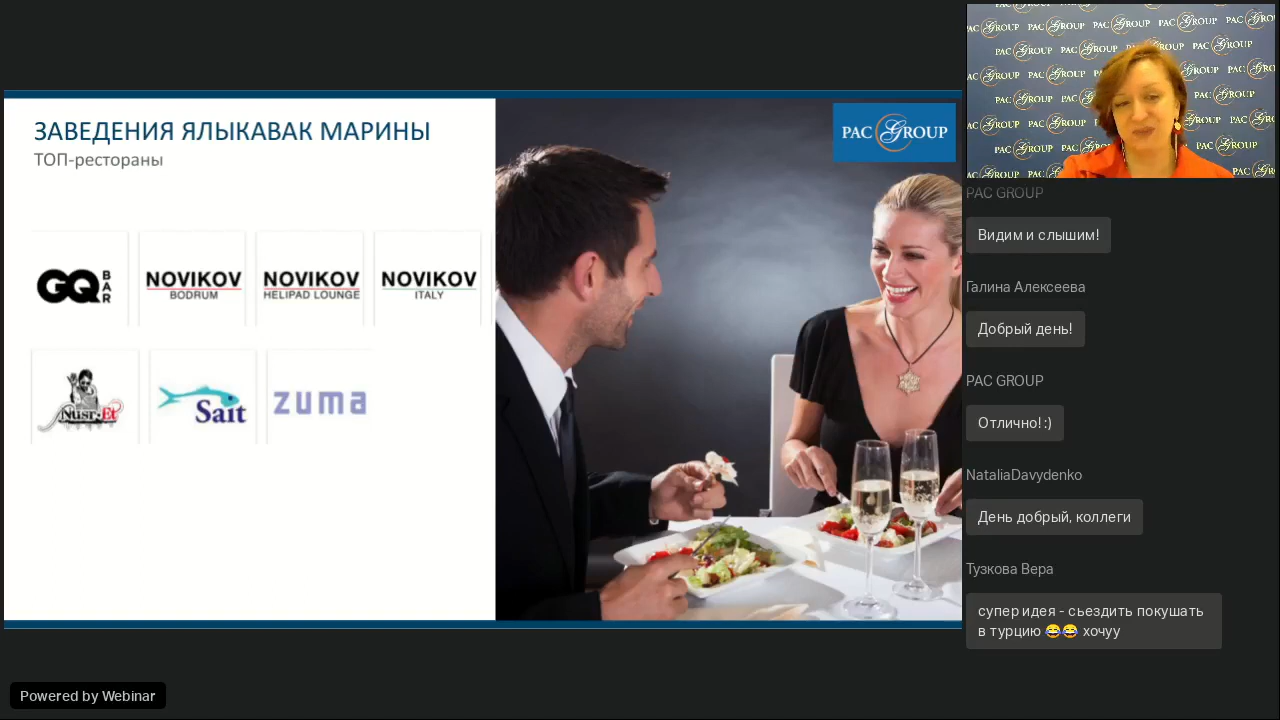 ЗАВЕДЕНИЯ ЯЛЫКАВАК МАРИНЫ
ТОП-рестораны
GQ BAR
NOVIKOV
BODRUM
NOVIKOV
HELIPAD LOUNGE
NOVIKOV
ITALY
Nusr.Et
Sait
zuma
PAC GROUP
PAC GROUP
Видим и слышим!
Галина Алексеева
Добрый день!
PAC GROUP
Отлично! :)
NataliaDavydenko
День добрый, коллеги
Тузкова Вера
супер идея - сьездить покушать
в турцию 😂😂 хочуу
Powered by Webinar